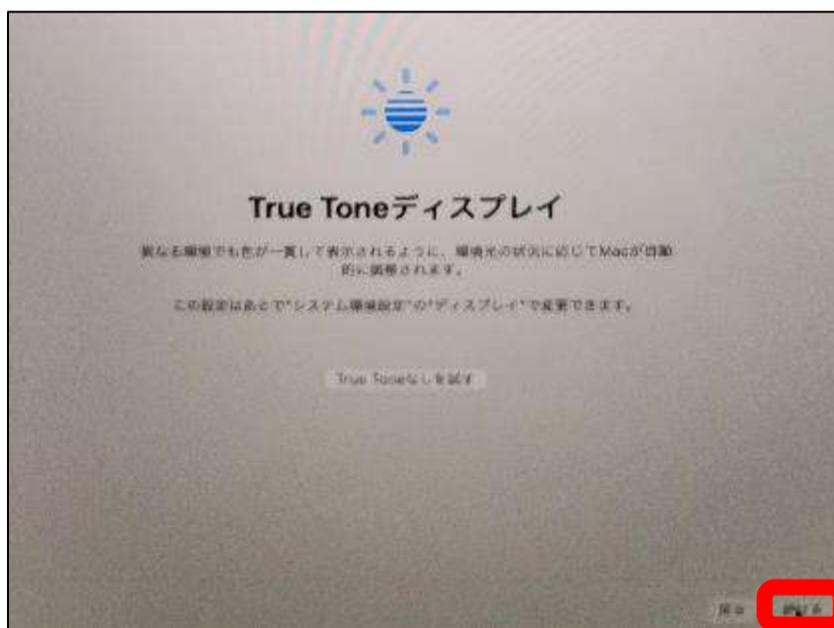 True Toneディスプレイ
異なる環境でも色が一貫して表示されるように、環境光の状況に応じてMacが自動
的に調整されます。
この設定はあとで"システム環境設定"の"ディスプレイ"で変更できます。
True Toneなしを試す
戻る
続ける